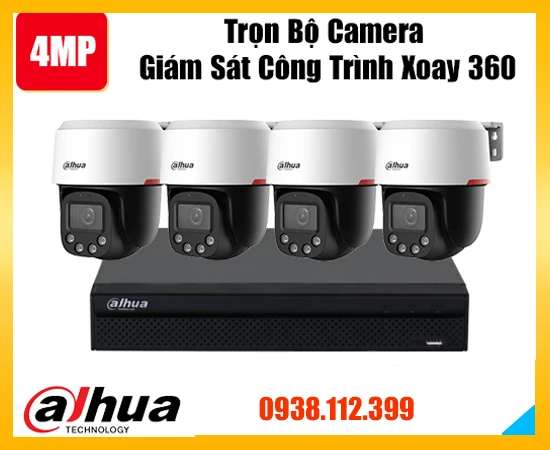 4MP
Trọn Bộ Camera
Giám Sát Công Trình Xoay 360
alhua
alhua
alhua
alhua
alhua
TECHNOLOGY
alhua
TECHNOLOGY
0938.112.399